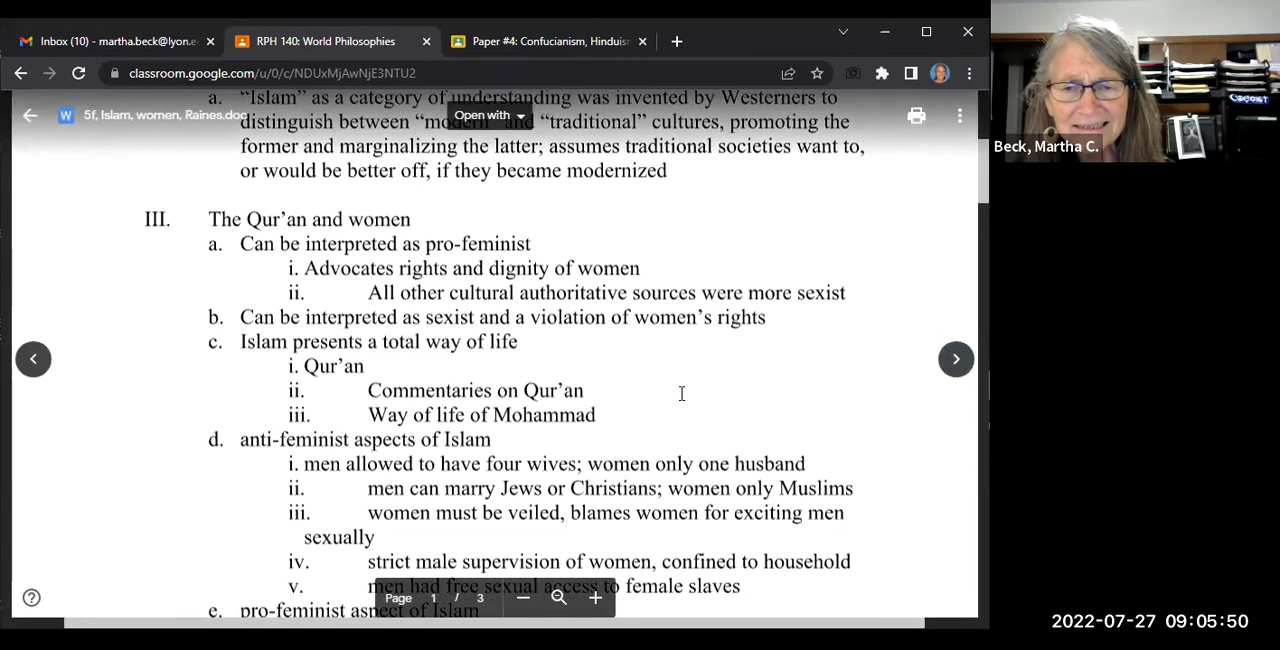 Inbox (10) - martha.beck@lyon.e
RPH 140: World Philosophies
Paper #4: Confucianism, Hinduis
classroom.google.com/u/0/c/NDUxMjAwNjE3NTU2
a. “Islam” as a category of understanding was invented by Westerners to
5f, Islam, women, Raines.doc
Open with
distinguish between “modern” and “traditional” cultures, promoting the
former and marginalizing the latter; assumes traditional societies want to,
or would be better off, if they became modernized
III. The Qur’an and women
a. Can be interpreted as pro-feminist
i. Advocates rights and dignity of women
ii. All other cultural authoritative sources were more sexist
b. Can be interpreted as sexist and a violation of women’s rights
c. Islam presents a total way of life
i. Qur’an
ii. Commentaries on Qur’an
iii. Way of life of Mohammad
d. anti-feminist aspects of Islam
i. men allowed to have four wives; women only one husband
ii. men can marry Jews or Christians; women only Muslims
iii. women must be veiled, blames women for exciting men
sexually
iv. strict male supervision of women, confined to household
v. men had free sexual access to female slaves
Page 1 / 3
e. pro-feminist aspect of Islam
Beck, Martha C.
2022-07-27 09:05:50